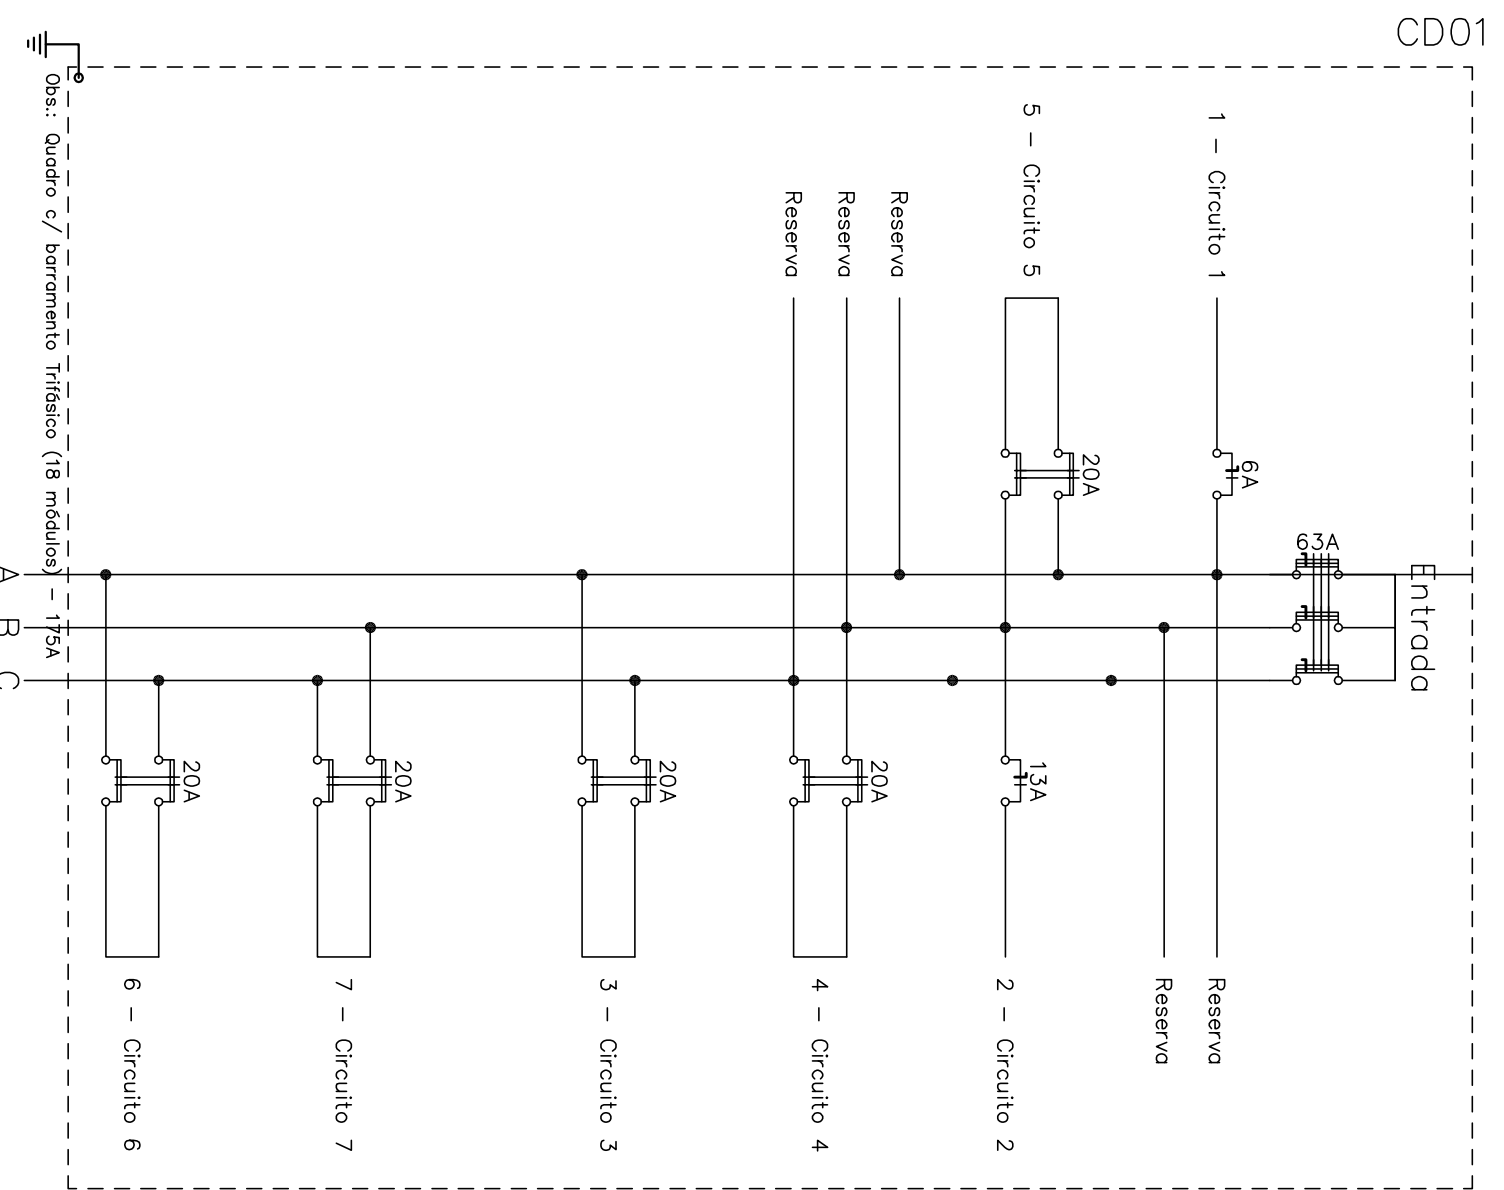 CD01
Entrada
63A
1 - Circuito 1
6A
Reserva
Reserva
5 - Circuito 5
20A
13A
2 - Circuito 2
Reserva
Reserva
Reserva
20A
4 - Circuito 4
20A
3 - Circuito 3
20A
7 - Circuito 7
20A
6 - Circuito 6
A
B
C
Obs.: Quadro c/ barramento Trifásico (18 módulos) - 175A